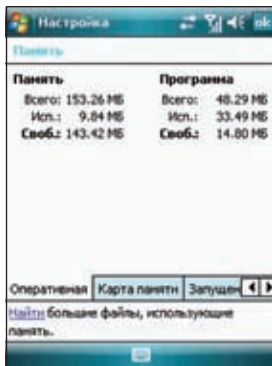 Настройка ok
Память
Память Программа
Всего: 153.26 МБ Всего: 48.29 МБ
Исп.: 9.84 МБ Исп.: 33.49 МБ
Своб.: 143.42 МБ Своб.: 14.80 МБ
Оперативная Карта памяти Запущен
Найти большие файлы, использующие
память.